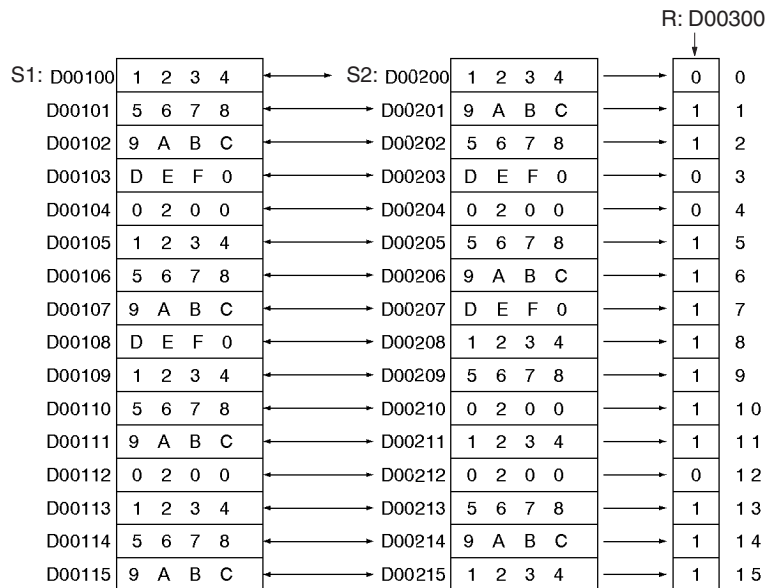 R: D00300
S1: D00100 1 2 3 4 S2: D00200 1 2 3 4 0 0
D00101 5 6 7 8 D00201 9 A B C 1 1
D00102 9 A B C D00202 5 6 7 8 1 2
D00103 D E F 0 D00203 D E F 0 0 3
D00104 0 2 0 0 D00204 0 2 0 0 0 4
D00105 1 2 3 4 D00205 5 6 7 8 1 5
D00106 5 6 7 8 D00206 9 A B C 1 6
D00107 9 A B C D00207 D E F 0 1 7
D00108 D E F 0 D00208 1 2 3 4 1 8
D00109 1 2 3 4 D00209 5 6 7 8 1 9
D00110 5 6 7 8 D00210 0 2 0 0 1 10
D00111 9 A B C D00211 1 2 3 4 1 11
D00112 0 2 0 0 D00212 0 2 0 0 0 12
D00113 1 2 3 4 D00213 5 6 7 8 1 13
D00114 5 6 7 8 D00214 9 A B C 1 14
D00115 9 A B C D00215 1 2 3 4 1 15